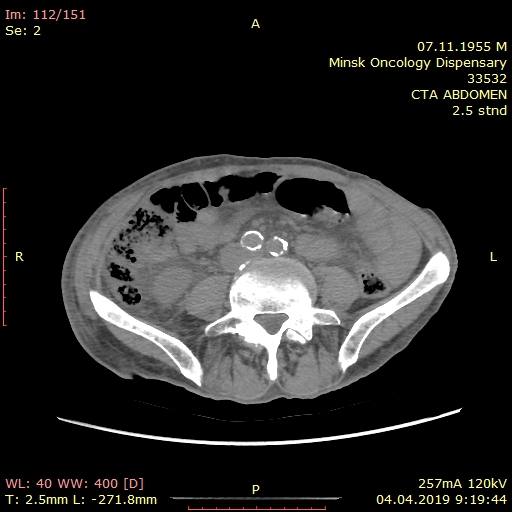 Im: 112/151
Se: 2
A
07.11.1955 M
Minsk Oncology Dispensary
33532
CTA ABDOMEN
2.5 stnd
R
L
WL: 40 WW: 400 [D]
T: 2.5mm L: -271.8mm
P
257mA 120kV
04.04.2019 9:19:44